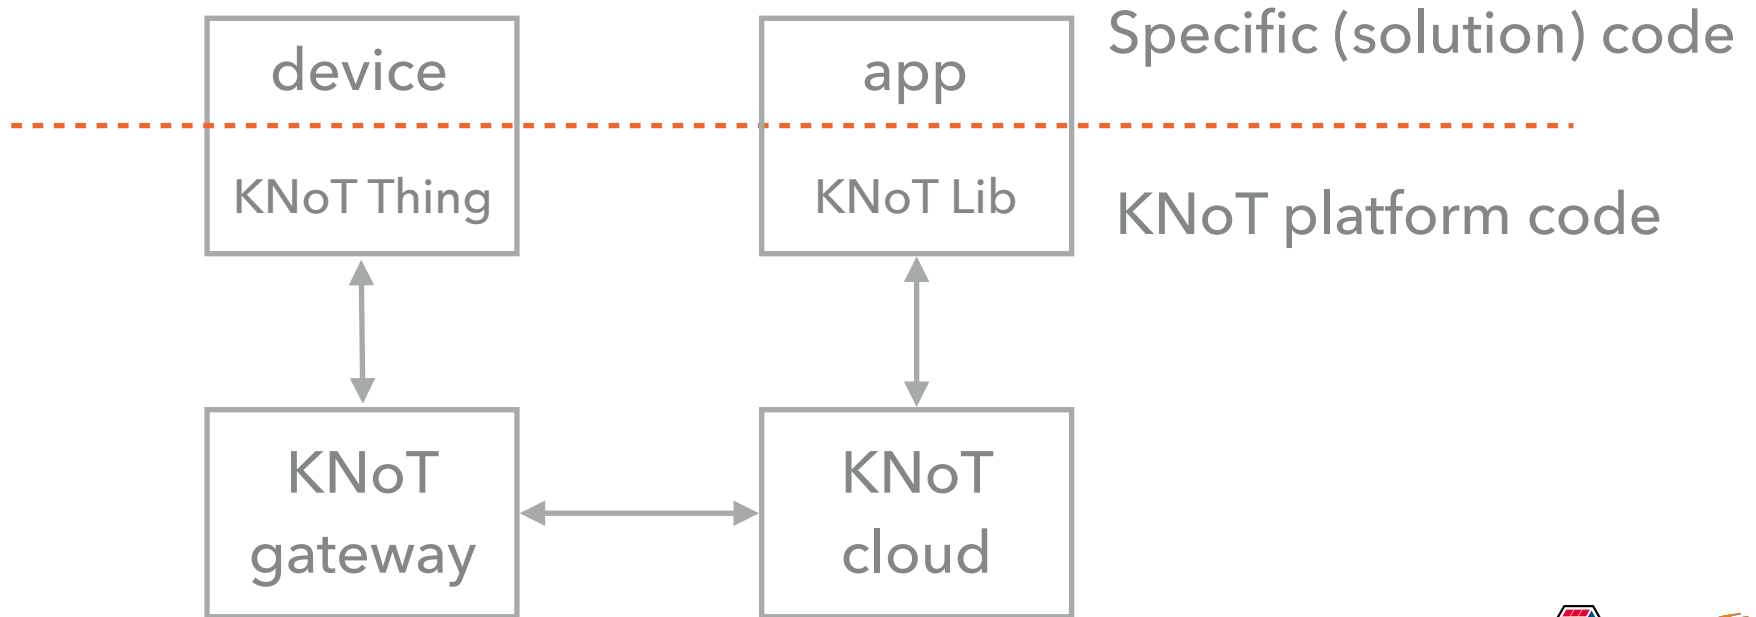 Specific (solution) code
device
app
KNoT Thing
KNoT Lib
KNoT platform code
KNoT
gateway
KNoT
cloud